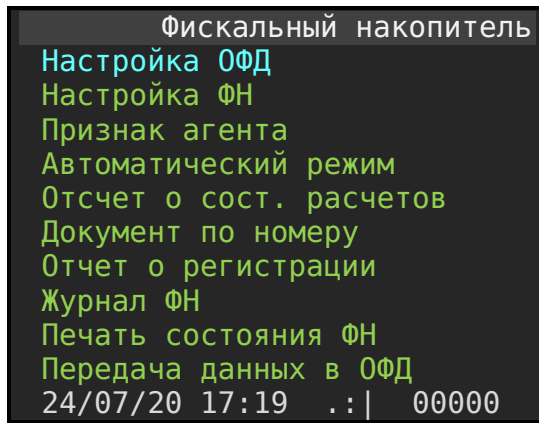 Фискальный накопитель
Настройка ОФД
Настройка ФН
Признак агента
Автоматический режим
Отсчет о сост. расчетов
Документ по номеру
Отчет о регистрации
Журнал ФН
Печать состояния ФН
Передача данных в ОФД
24/07/20 17:19 .:| 00000